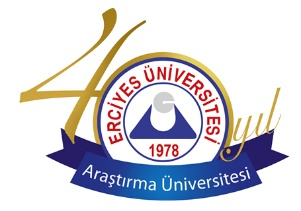 40.yıl
ERCİYES ÜNİVERSİTESİ
1978
Araştırma Üniversitesi